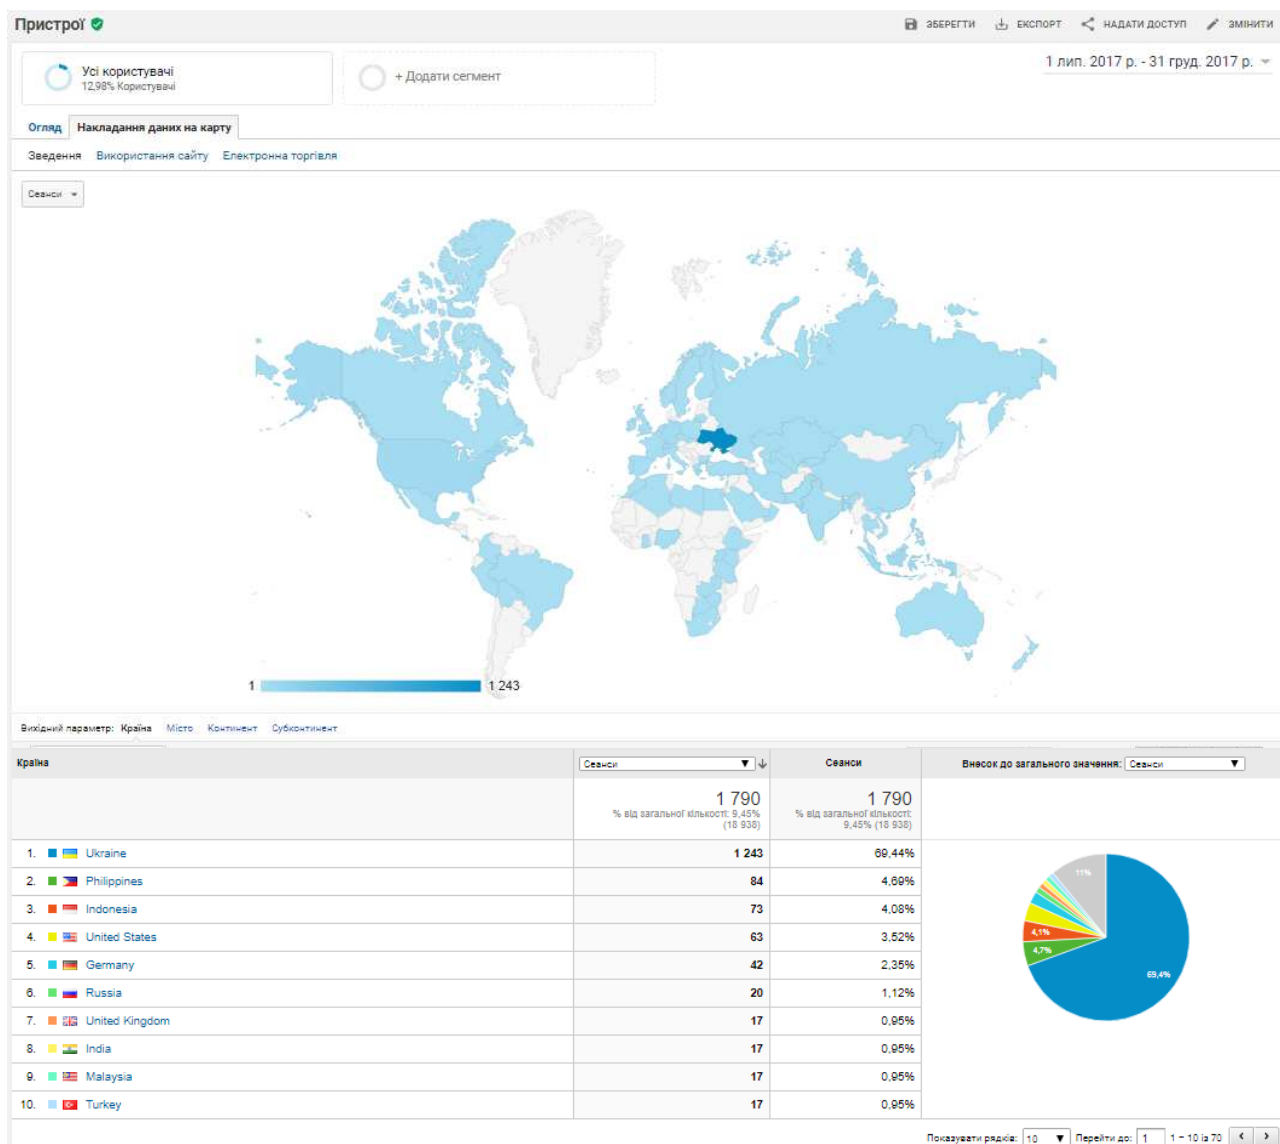 Пристрої
ЗБЕРЕГТИ ЕКСПОРТ НАДАТИ ДОСТУП ЗМІНИТИ
Усі користувачі
12,98% Користувачі
+ Додати сегмент
1 лип. 2017 р. - 31 груд. 2017 р.
Огляд Накладання даних на карту
Зведення Використання сайту Електронна торгівля
Сеанси
1 1 243
Вихідний параметр: Країна Місто Континент Субконтинент
Країна Сеанси Сеанси Внесок до загального значення: Сеанси
1 790 1 790
% від загальної кількості: 9,45% (18 938) % від загальної кількості: 9,45% (18 938)
1. Ukraine 1 243 69,44%
2. Philippines 84 4,69%
3. Indonesia 73 4,08%
4. United States 63 3,52%
5. Germany 42 2,35%
6. Russia 20 1,12%
7. United Kingdom 17 0,95%
8. India 17 0,95%
9. Malaysia 17 0,95%
10. Turkey 17 0,95%
11%
4,1%
4,7%
69,4%
Показувати рядків: 10 Перейти до: 1 1 – 10 із 70